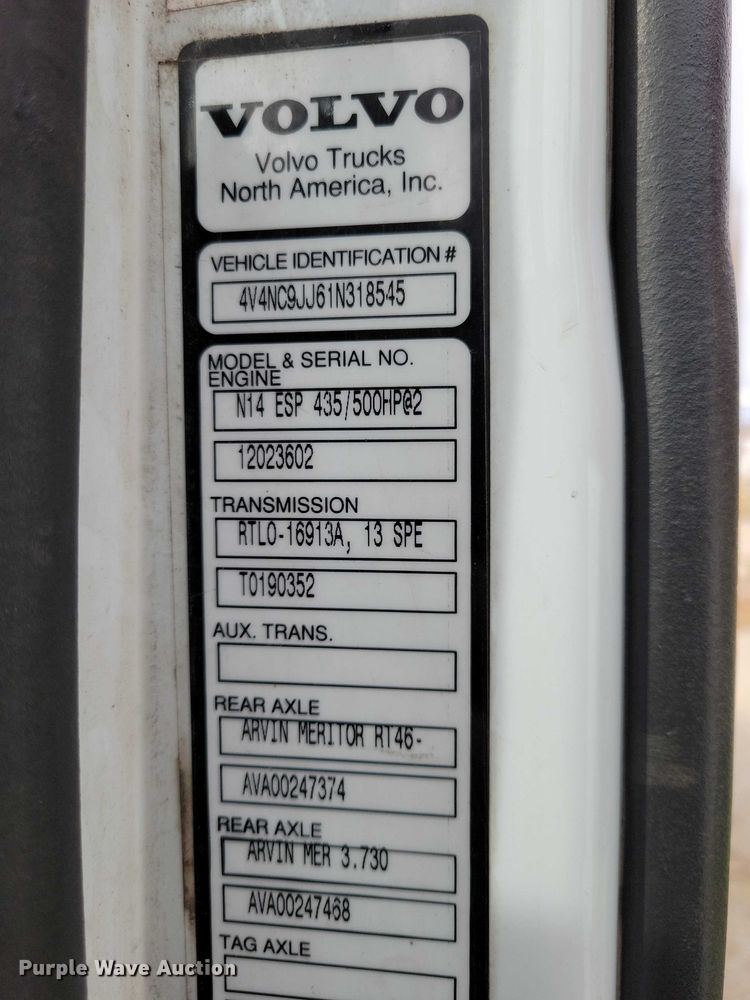 VOLVO
Volvo Trucks
North America, Inc.
VEHICLE IDENTIFICATION #
4V4NC9JJ61N318545
MODEL & SERIAL NO.
ENGINE
N14 ESP 435/500HP@2
12023602
TRANSMISSION
RTLO-16913A, 13 SPE
T0190352
AUX. TRANS.
REAR AXLE
ARVIN MERITOR RT46-
AVA00247374
REAR AXLE
ARVIN MER 3.730
AVA00247468
TAG AXLE
Purple Wave Auction